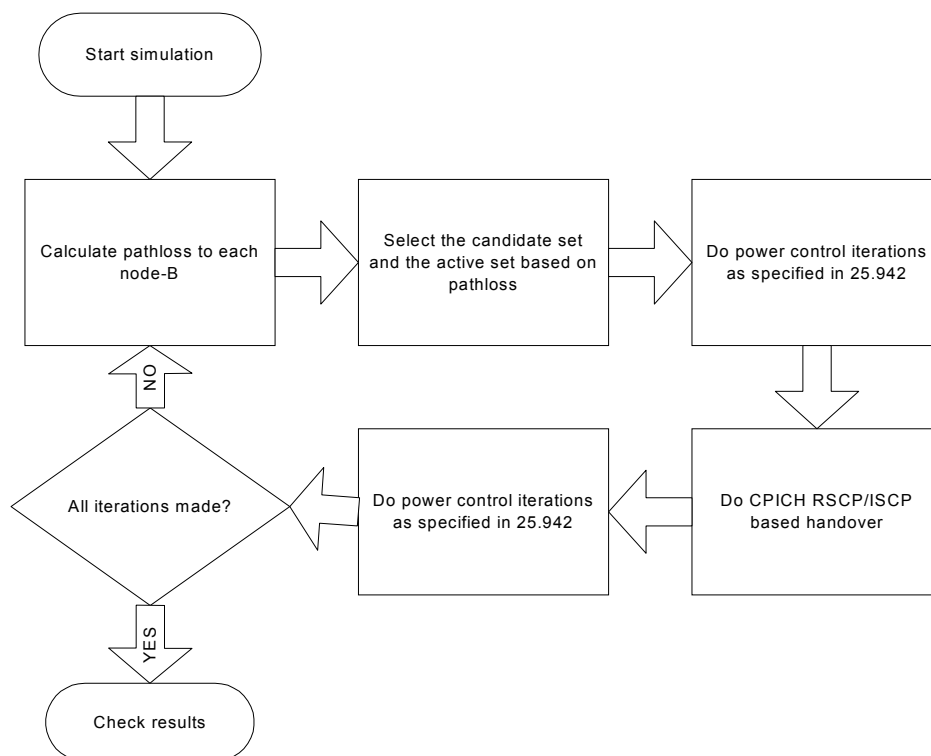 Start simulation
Calculate pathloss to each
node-B
Select the candidate set
and the active set based on
pathloss
Do power control iterations
as specified in 25.942
Do CPICH RSCP/ISCP
based handover
Do power control iterations
as specified in 25.942
All iterations made?
NO
YES
Check results